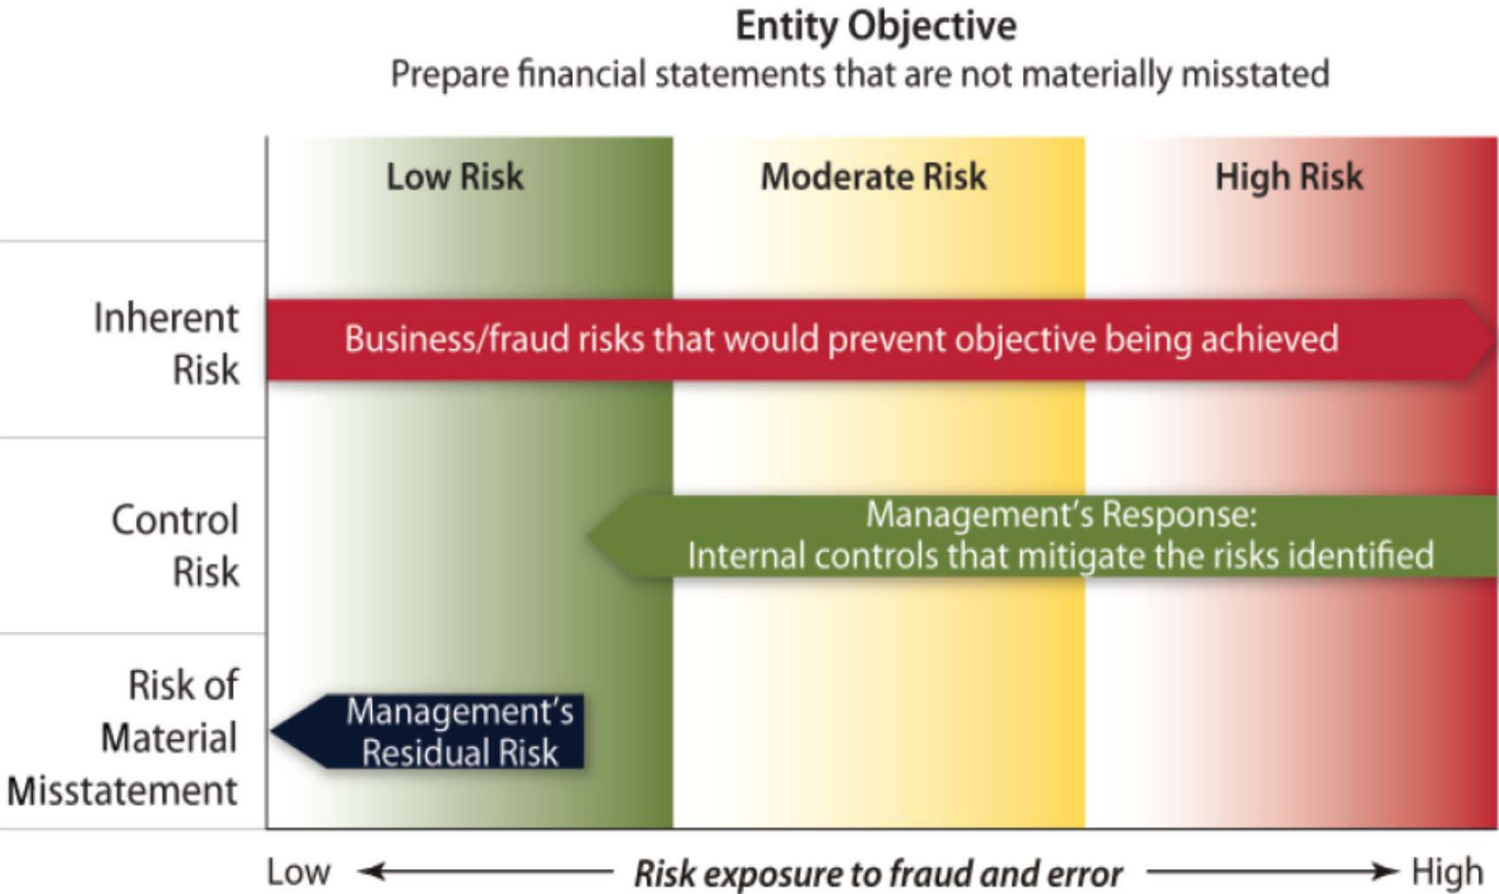 Entity Objective
Prepare financial statements that are not materially misstated
Low Risk
Moderate Risk
High Risk
Inherent
Risk
Business/fraud risks that would prevent objective being achieved
Control
Risk
Management’s Response:
Internal controls that mitigate the risks identified
Risk of
Material
Misstatement
Management’s
Residual Risk
Low
Risk exposure to fraud and error
High